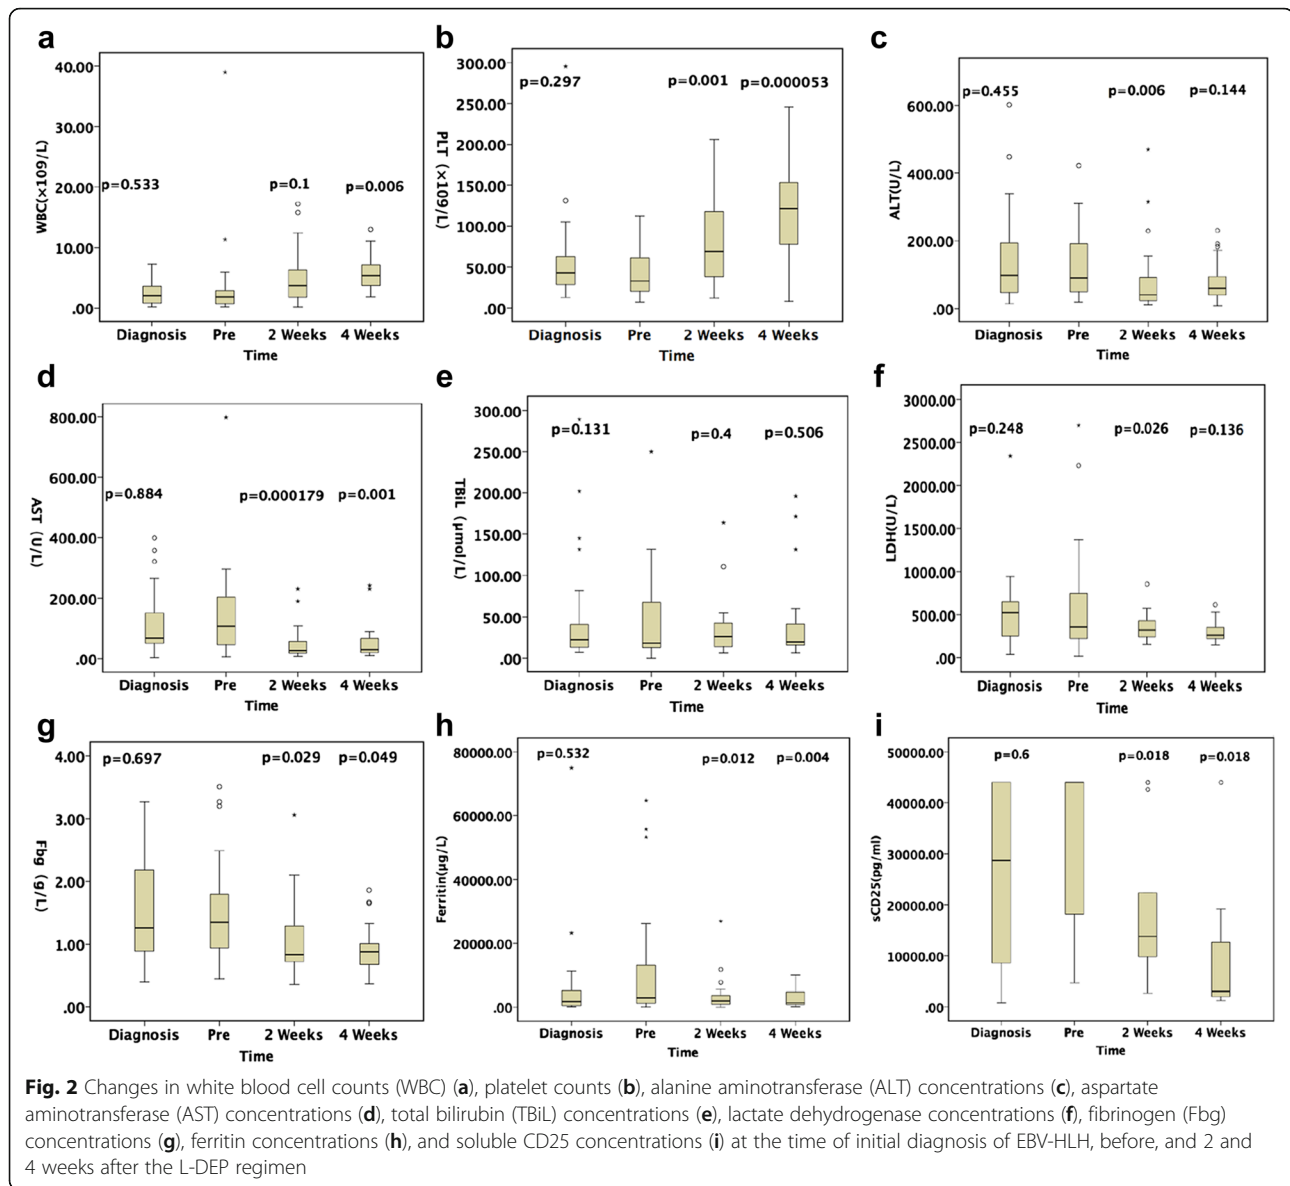 a
40.00
30.00
20.00
10.00
.00
WBC(×109/L)
p=0.533
p=0.1
p=0.006
Diagnosis Pre 2 Weeks 4 Weeks
Time
b
300.00
250.00
200.00
150.00
100.00
50.00
.00
PLT (×109/L)
p=0.297
p=0.001
p=0.000053
Diagnosis Pre 2 Weeks 4 Weeks
Time
c
600.00
400.00
200.00
.00
ALT(U/L)
p=0.455
p=0.006
p=0.144
Diagnosis Pre 2 Weeks 4 Weeks
Time
d
800.00
600.00
400.00
200.00
.00
AST (U/L)
p=0.884
p=0.000179
p=0.001
Diagnosis Pre 2 Weeks 4 Weeks
Time
e
300.00
250.00
200.00
150.00
100.00
50.00
.00
TBiL (μmol/L)
p=0.131
p=0.4
p=0.506
Diagnosis Pre 2 Weeks 4 Weeks
Time
f
3000.00
2500.00
2000.00
1500.00
1000.00
500.00
.00
LDH(U/L)
p=0.248
p=0.026
p=0.136
Diagnosis Pre 2 Weeks 4 Weeks
Time
g
4.00
3.00
2.00
1.00
.00
Fbg (g/L)
p=0.697
p=0.029
p=0.049
Diagnosis Pre 2 Weeks 4 Weeks
Time
h
80000.00
60000.00
40000.00
20000.00
.00
Ferritin(μg/L)
p=0.532
p=0.012
p=0.004
Diagnosis Pre 2 Weeks 4 Weeks
Time
i
50000.00
40000.00
30000.00
20000.00
10000.00
.00
sCD25(pg/ml)
p=0.6
p=0.018
p=0.018
Diagnosis Pre 2 Weeks 4 Weeks
Time
Fig. 2 Changes in white blood cell counts (WBC) (a), platelet counts (b), alanine aminotransferase (ALT) concentrations (c), aspartate
aminotransferase (AST) concentrations (d), total bilirubin (TBiL) concentrations (e), lactate dehydrogenase concentrations (f), fibrinogen (Fbg)
concentrations (g), ferritin concentrations (h), and soluble CD25 concentrations (i) at the time of initial diagnosis of EBV-HLH, before, and 2 and
4 weeks after the L-DEP regimen